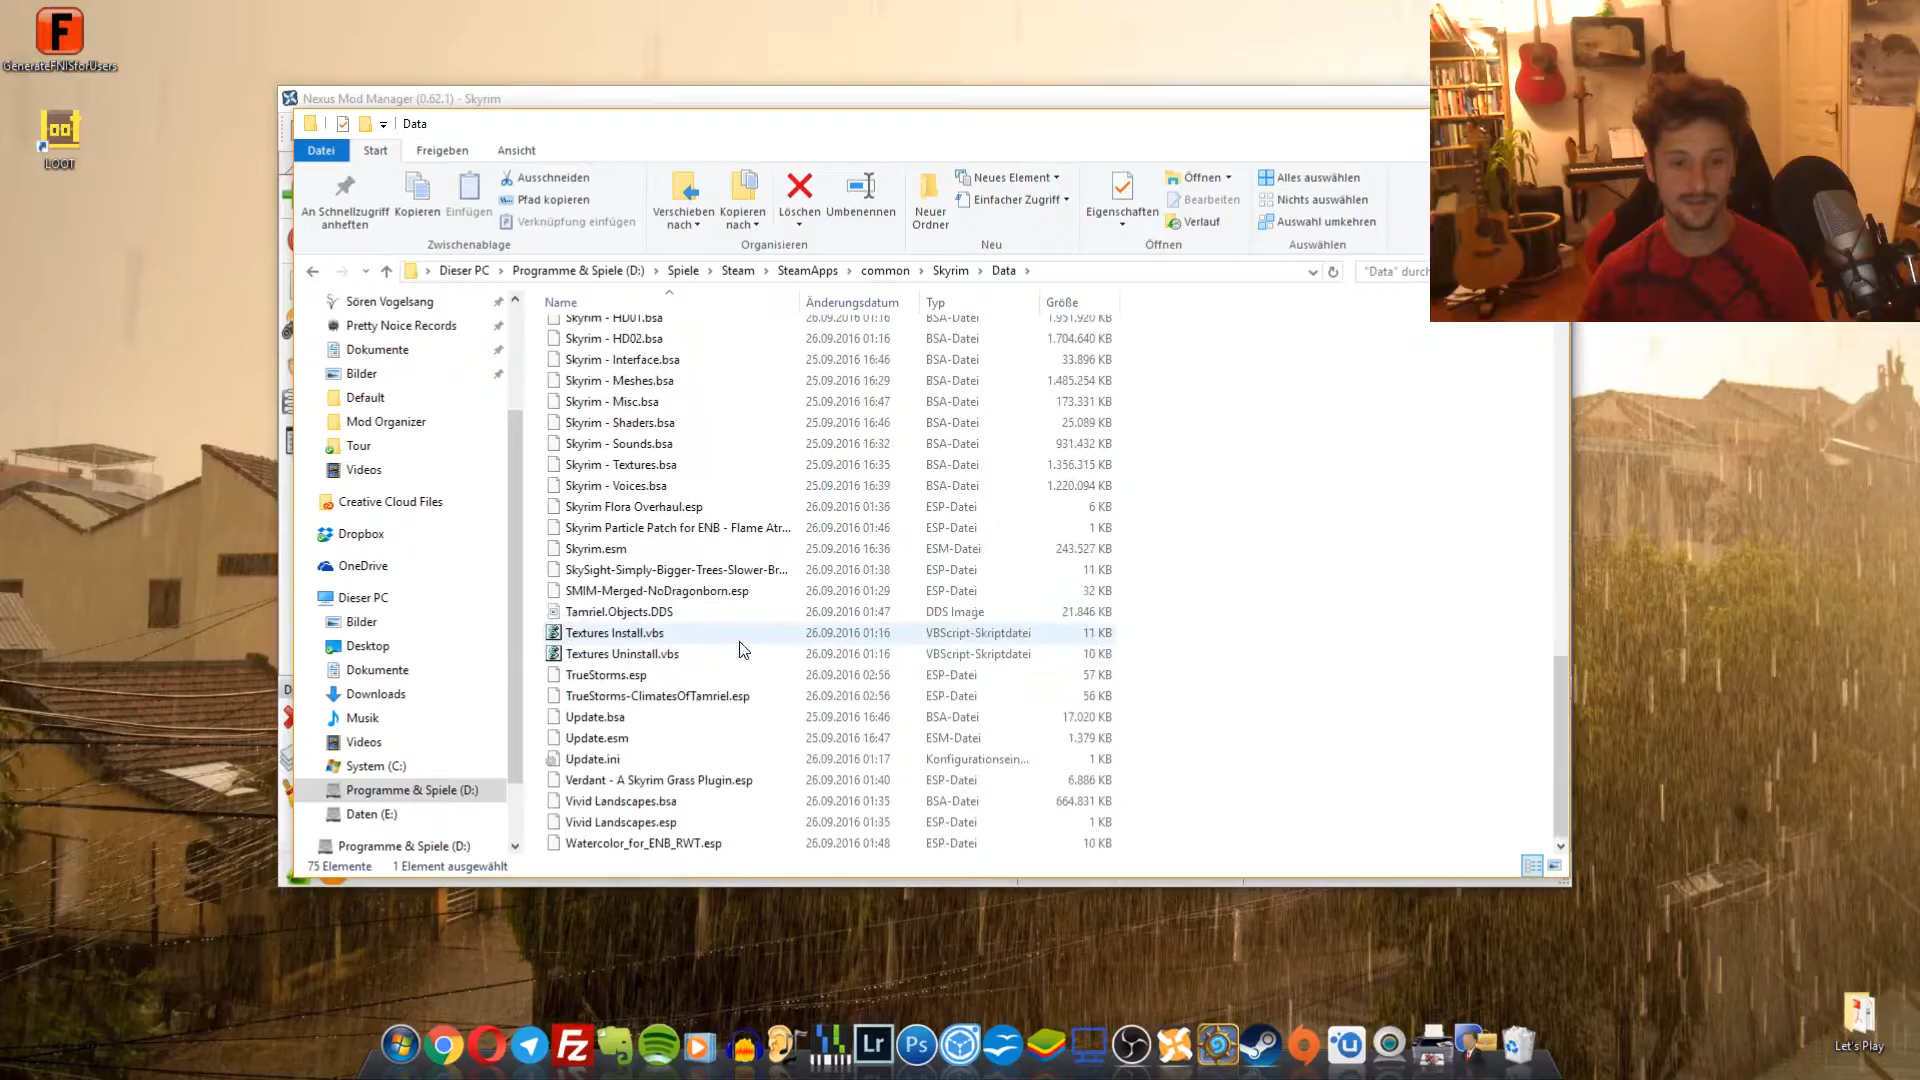 GenerateFNISforUsers
LOOT
Nexus Mod Manager (0.62.1) - Skyrim
Data
Datei Start Freigeben Ansicht
An Schnellzugriff anheften
Kopieren
Einfügen
Ausschneiden
Pfad kopieren
Verknüpfung einfügen
Zwischenablage
Verschieben nach
Kopieren nach
Löschen
Umbenennen
Organisieren
Neuer Ordner
Neues Element
Einfacher Zugriff
Neu
Eigenschaften
Öffnen
Bearbeiten
Verlauf
Öffnen
Alles auswählen
Nichts auswählen
Auswahl umkehren
Auswählen
Dieser PC > Programme & Spiele (D:) > Spiele > Steam > SteamApps > common > Skyrim > Data >
"Data" durch
Sören Vogelsang
Pretty Noice Records
Dokumente
Bilder
Default
Mod Organizer
Tour
Videos
Creative Cloud Files
Dropbox
OneDrive
Dieser PC
Bilder
Desktop
Dokumente
Downloads
Musik
Videos
System (C:)
Programme & Spiele (D:)
Daten (E:)
Programme & Spiele (D:)
Name Änderungsdatum Typ Größe
Skyrim - HD01.bsa 26.09.2016 01:16 BSA-Datei 1.951.920 KB
Skyrim - HD02.bsa 26.09.2016 01:16 BSA-Datei 1.704.640 KB
Skyrim - Interface.bsa 25.09.2016 16:46 BSA-Datei 33.896 KB
Skyrim - Meshes.bsa 25.09.2016 16:29 BSA-Datei 1.485.254 KB
Skyrim - Misc.bsa 25.09.2016 16:47 BSA-Datei 173.331 KB
Skyrim - Shaders.bsa 25.09.2016 16:46 BSA-Datei 25.089 KB
Skyrim - Sounds.bsa 25.09.2016 16:32 BSA-Datei 931.432 KB
Skyrim - Textures.bsa 25.09.2016 16:35 BSA-Datei 1.356.315 KB
Skyrim - Voices.bsa 25.09.2016 16:39 BSA-Datei 1.220.094 KB
Skyrim Flora Overhaul.esp 26.09.2016 01:36 ESP-Datei 6 KB
Skyrim Particle Patch for ENB - Flame Atr... 26.09.2016 01:46 ESP-Datei 1 KB
Skyrim.esm 25.09.2016 16:36 ESM-Datei 243.527 KB
SkySight-Simply-Bigger-Trees-Slower-Br... 26.09.2016 01:38 ESP-Datei 11 KB
SMIM-Merged-NoDragonborn.esp 26.09.2016 01:29 ESP-Datei 32 KB
Tamriel.Objects.DDS 26.09.2016 01:47 DDS Image 21.846 KB
Textures Install.vbs 26.09.2016 01:16 VBScript-Skriptdatei 11 KB
Textures Uninstall.vbs 26.09.2016 01:16 VBScript-Skriptdatei 10 KB
TrueStorms.esp 26.09.2016 02:56 ESP-Datei 57 KB
TrueStorms-ClimatesOfTamriel.esp 26.09.2016 02:56 ESP-Datei 56 KB
Update.bsa 25.09.2016 16:46 BSA-Datei 17.020 KB
Update.esm 25.09.2016 16:47 ESM-Datei 1.379 KB
Update.ini 26.09.2016 01:17 Konfigurationsein... 1 KB
Verdant - A Skyrim Grass Plugin.esp 26.09.2016 01:40 ESP-Datei 6.886 KB
Vivid Landscapes.bsa 26.09.2016 01:35 BSA-Datei 664.831 KB
Vivid Landscapes.esp 26.09.2016 01:35 ESP-Datei 1 KB
Watercolor_for_ENB_RWT.esp 26.09.2016 01:48 ESP-Datei 10 KB
75 Elemente 1 Element ausgewählt
Fz
Lr
Ps
Let's Play